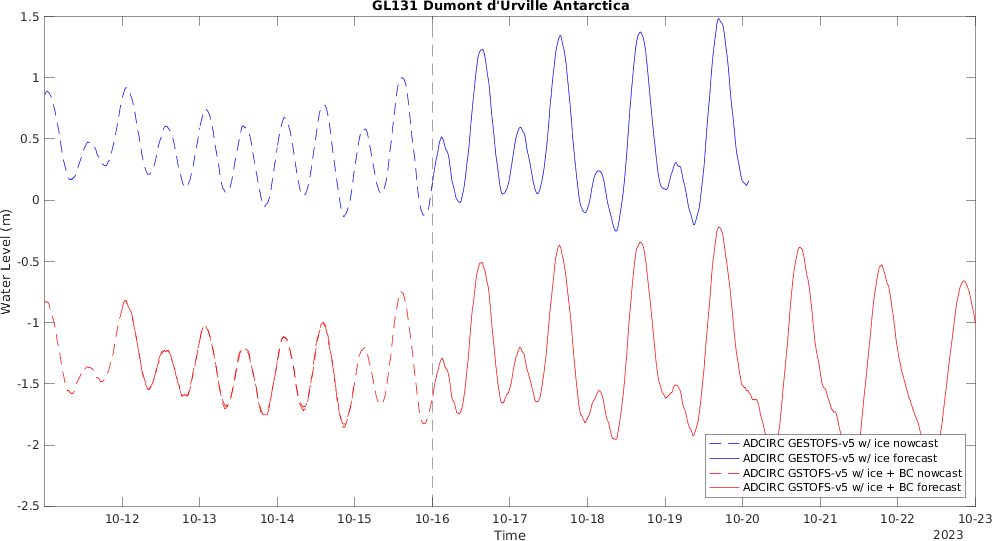 GL131 Dumont d'Urville Antarctica
1.5
1
0.5
0
-0.5
-1
-1.5
-2
-2.5
Water Level (m)
ADCIRC GESTOFS-v5 w/ ice nowcast
ADCIRC GESTOFS-v5 w/ ice forecast
ADCIRC GSTOFS-v5 w/ ice + BC nowcast
ADCIRC GSTOFS-v5 w/ ice + BC forecast
10-12 10-13 10-14 10-15 10-16 10-17 10-18 10-19 10-20 10-21 10-22 10-23
Time
2023